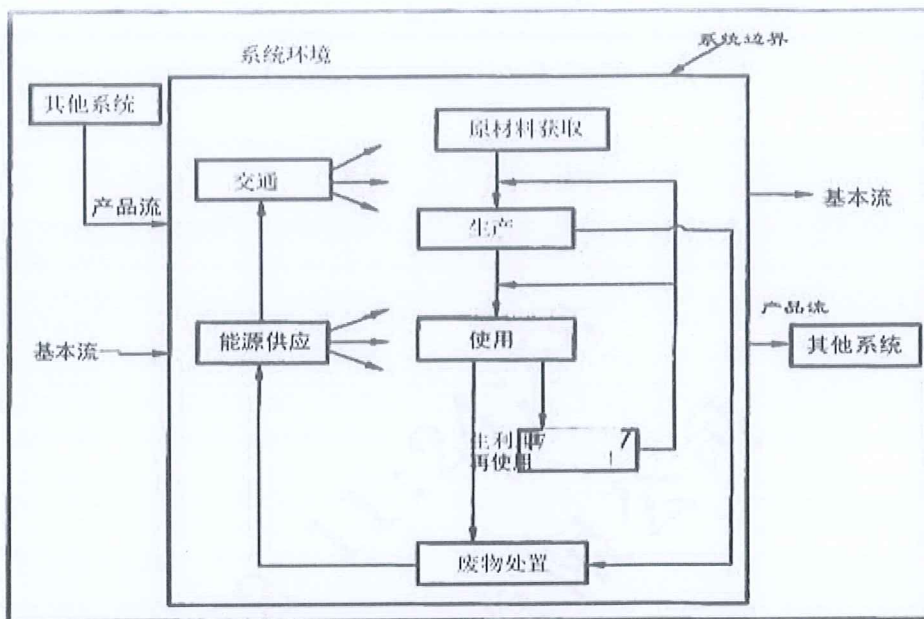 系统环境
系统边界
其他系统
原材料获取
交通
产品流
基本流
生产
产品流
能源供应
使用
基本流
其他系统
生利
再使用
废物处置